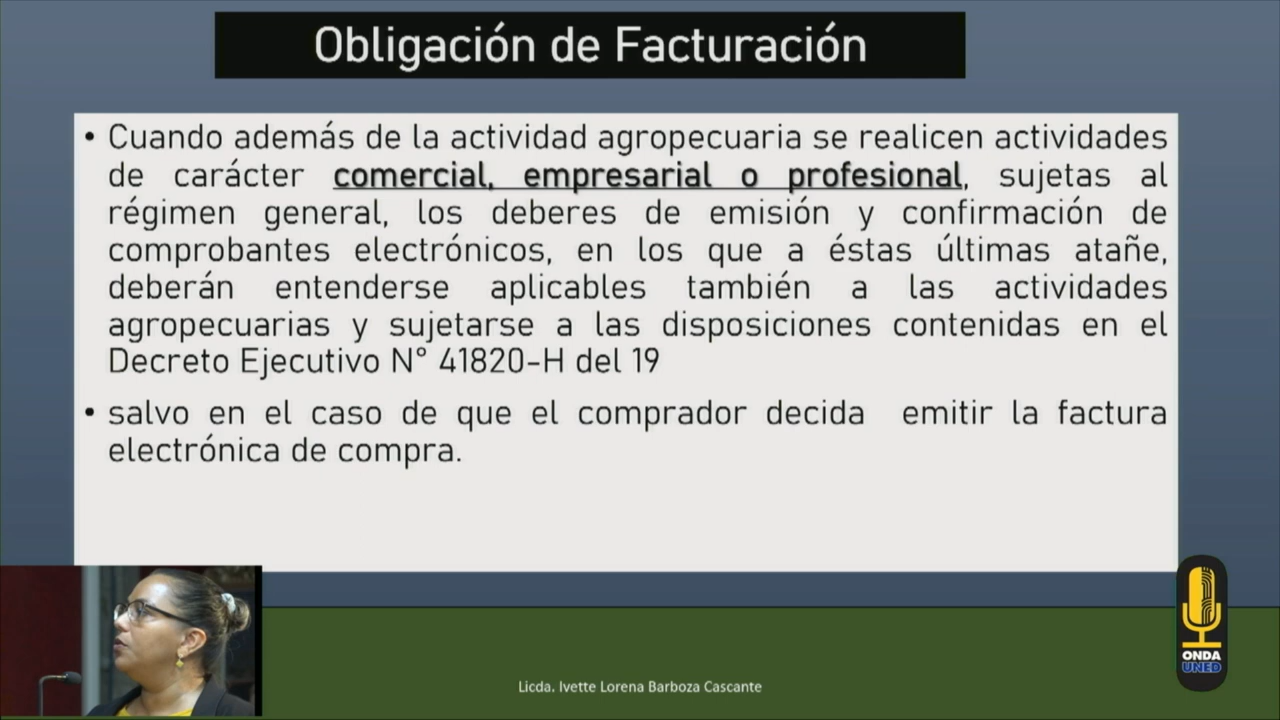 Obligación de Facturación
• Cuando además de la actividad agropecuaria se realicen actividades
de carácter comercial, empresarial o profesional, sujetas al
régimen general, los deberes de emisión y confirmación de
comprobantes electrónicos, en los que a éstas últimas atañe,
deberán entenderse aplicables también a las actividades
agropecuarias y sujetarse a las disposiciones contenidas en el
Decreto Ejecutivo N° 41820-H del 19
• salvo en el caso de que el comprador decida emitir la factura
electrónica de compra.
ONDA
UNED
Licda. Ivette Lorena Barboza Cascante